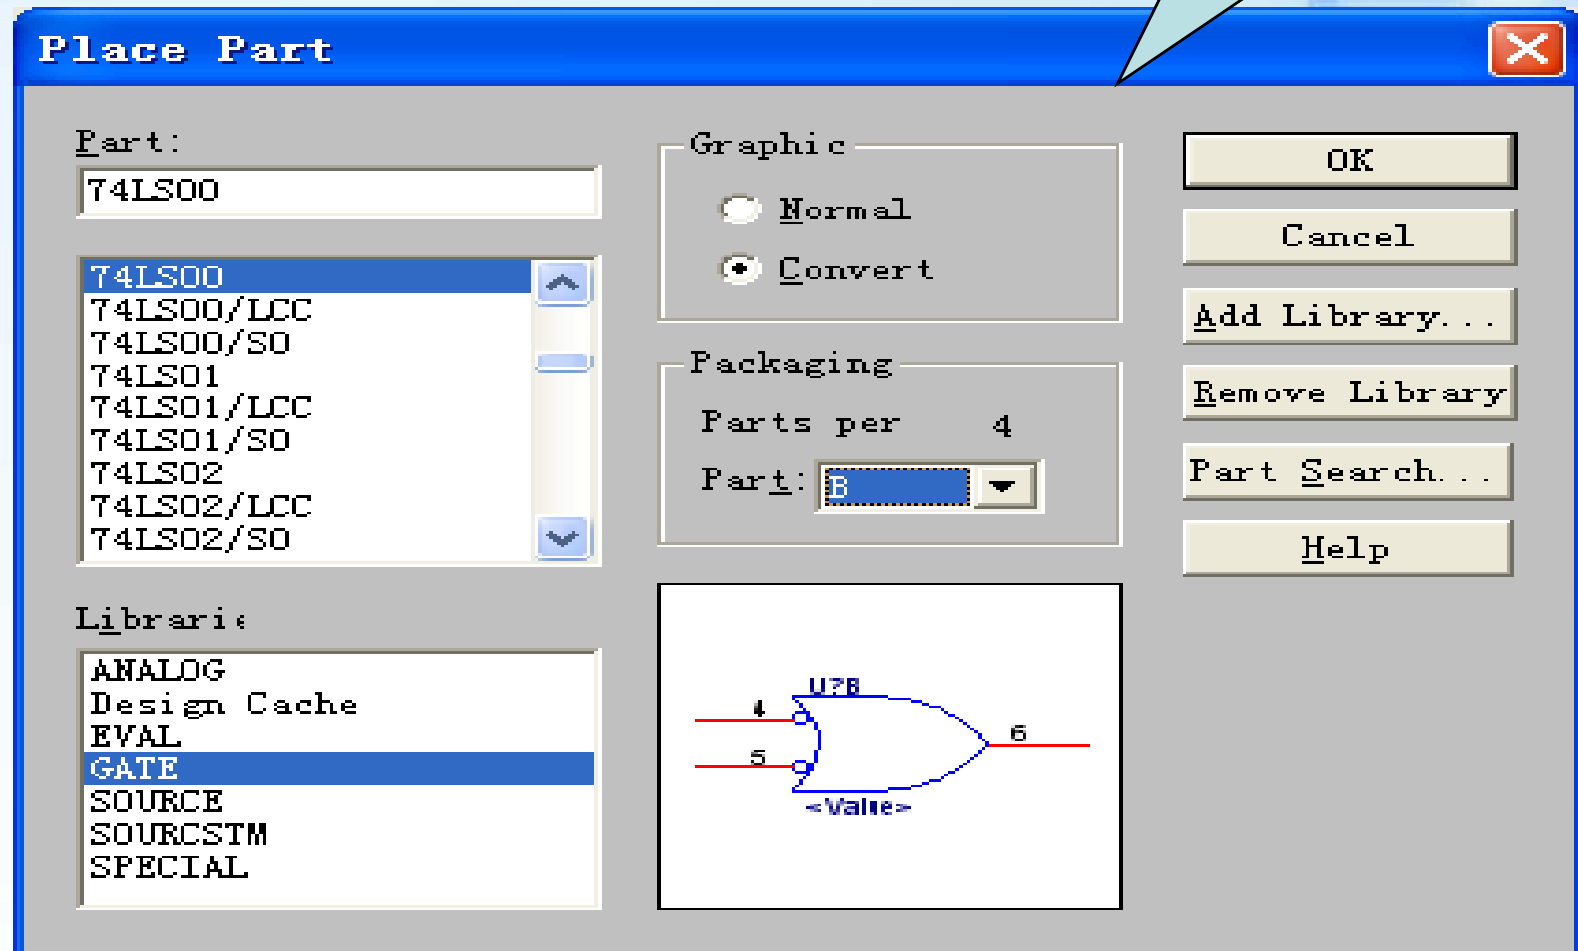 Place Part
Part:
74LS00
74LS00
74LS00/LCC
74LS00/SO
74LS01
74LS01/LCC
74LS01/SO
74LS02
74LS02/LCC
74LS02/SO
Librarie
ANALOG
Design Cache
EVAL
GATE
SOURCE
SOURCSTM
SPECIAL
Graphic
Normal
Convert
Packaging
Parts per 4
Part: B
U?B
4
5
6
<Value>
OK
Cancel
Add Library...
Remove Library
Part Search...
Help